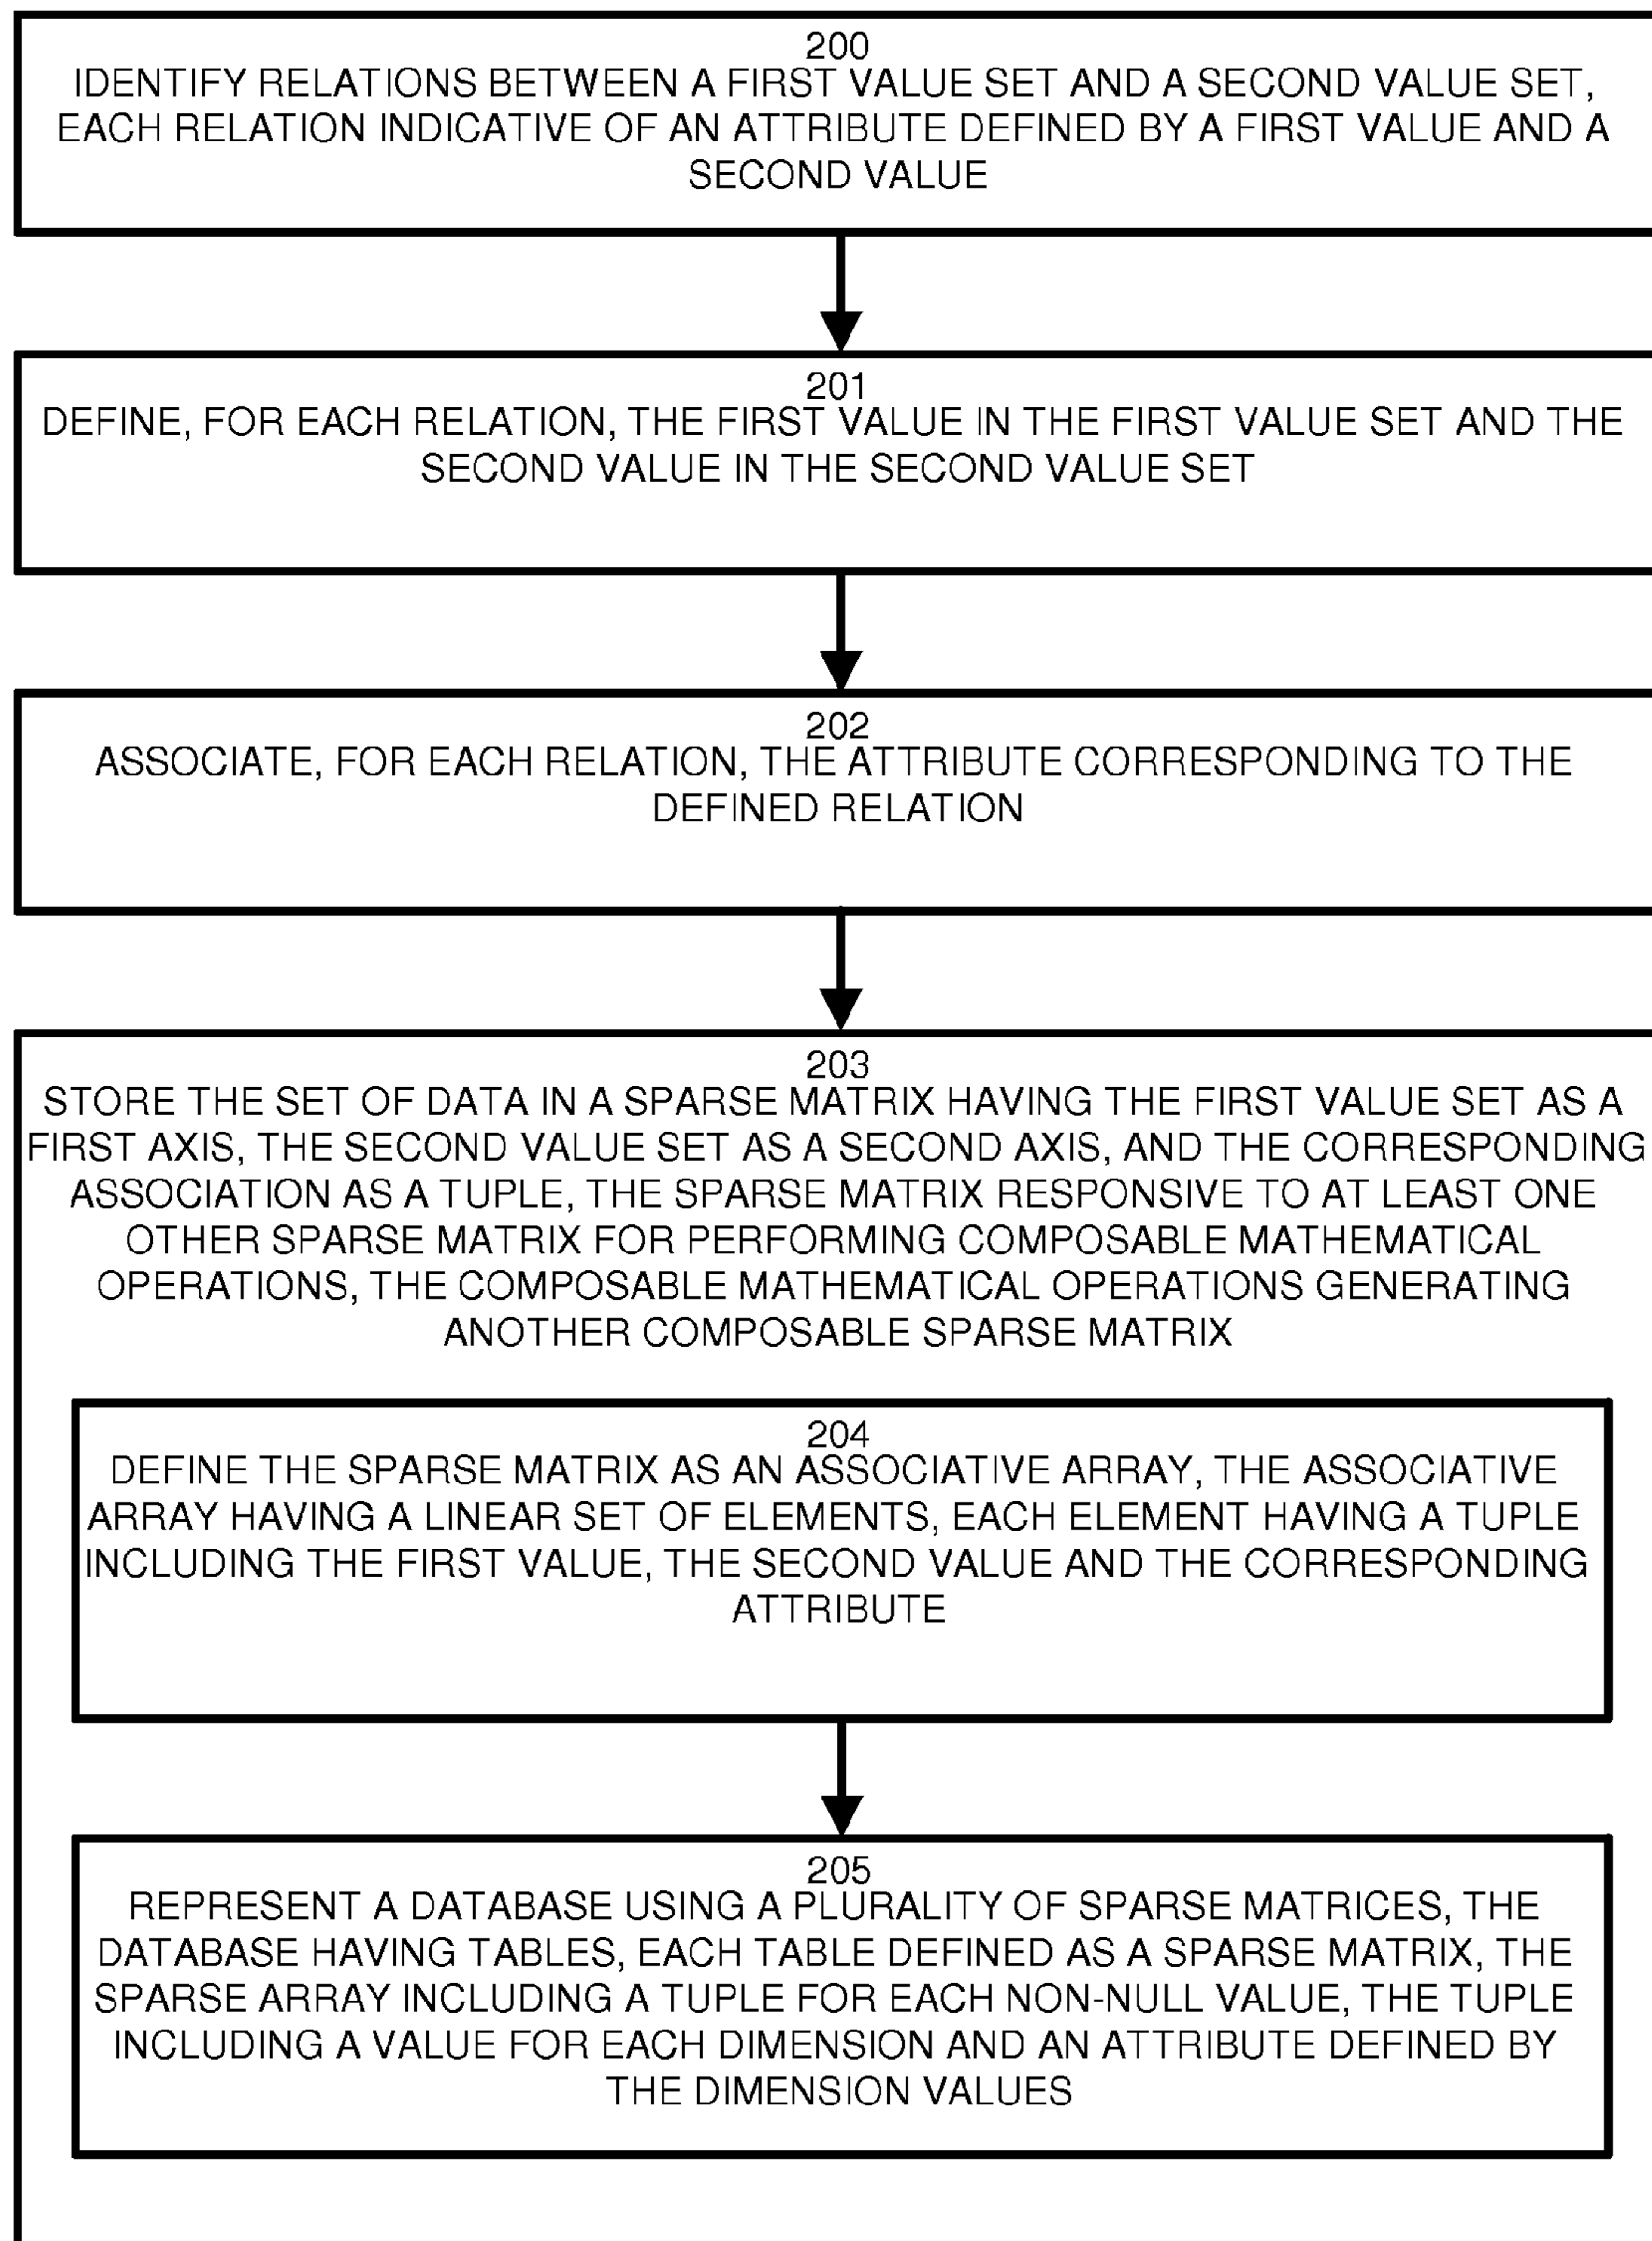 200
IDENTIFY RELATIONS BETWEEN A FIRST VALUE SET AND A SECOND VALUE SET,
EACH RELATION INDICATIVE OF AN ATTRIBUTE DEFINED BY A FIRST VALUE AND A
SECOND VALUE
201
DEFINE, FOR EACH RELATION, THE FIRST VALUE IN THE FIRST VALUE SET AND THE
SECOND VALUE IN THE SECOND VALUE SET
202
ASSOCIATE, FOR EACH RELATION, THE ATTRIBUTE CORRESPONDING TO THE
DEFINED RELATION
203
STORE THE SET OF DATA IN A SPARSE MATRIX HAVING THE FIRST VALUE SET AS A
FIRST AXIS, THE SECOND VALUE SET AS A SECOND AXIS, AND THE CORRESPONDING
ASSOCIATION AS A TUPLE, THE SPARSE MATRIX RESPONSIVE TO AT LEAST ONE
OTHER SPARSE MATRIX FOR PERFORMING COMPOSABLE MATHEMATICAL
OPERATIONS, THE COMPOSABLE MATHEMATICAL OPERATIONS GENERATING
ANOTHER COMPOSABLE SPARSE MATRIX
204
DEFINE THE SPARSE MATRIX AS AN ASSOCIATIVE ARRAY, THE ASSOCIATIVE
ARRAY HAVING A LINEAR SET OF ELEMENTS, EACH ELEMENT HAVING A TUPLE
INCLUDING THE FIRST VALUE, THE SECOND VALUE AND THE CORRESPONDING
ATTRIBUTE
205
REPRESENT A DATABASE USING A PLURALITY OF SPARSE MATRICES, THE
DATABASE HAVING TABLES, EACH TABLE DEFINED AS A SPARSE MATRIX, THE
SPARSE ARRAY INCLUDING A TUPLE FOR EACH NON-NULL VALUE, THE TUPLE
INCLUDING A VALUE FOR EACH DIMENSION AND AN ATTRIBUTE DEFINED BY
THE DIMENSION VALUES